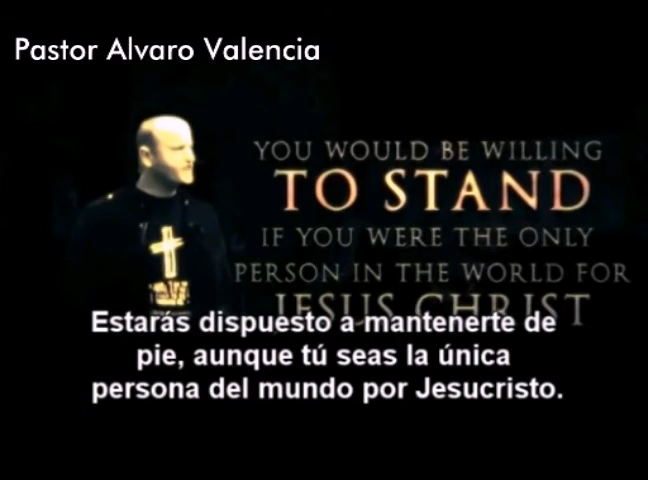 Pastor Alvaro Valencia
YOU WOULD BE WILLING
TO STAND
IF YOU WERE THE ONLY
PERSON IN THE WORLD FOR
JESUS CHRIST
Estarás dispuesto a mantenerte de
pie, aunque tú seas la única
persona del mundo por Jesucristo.